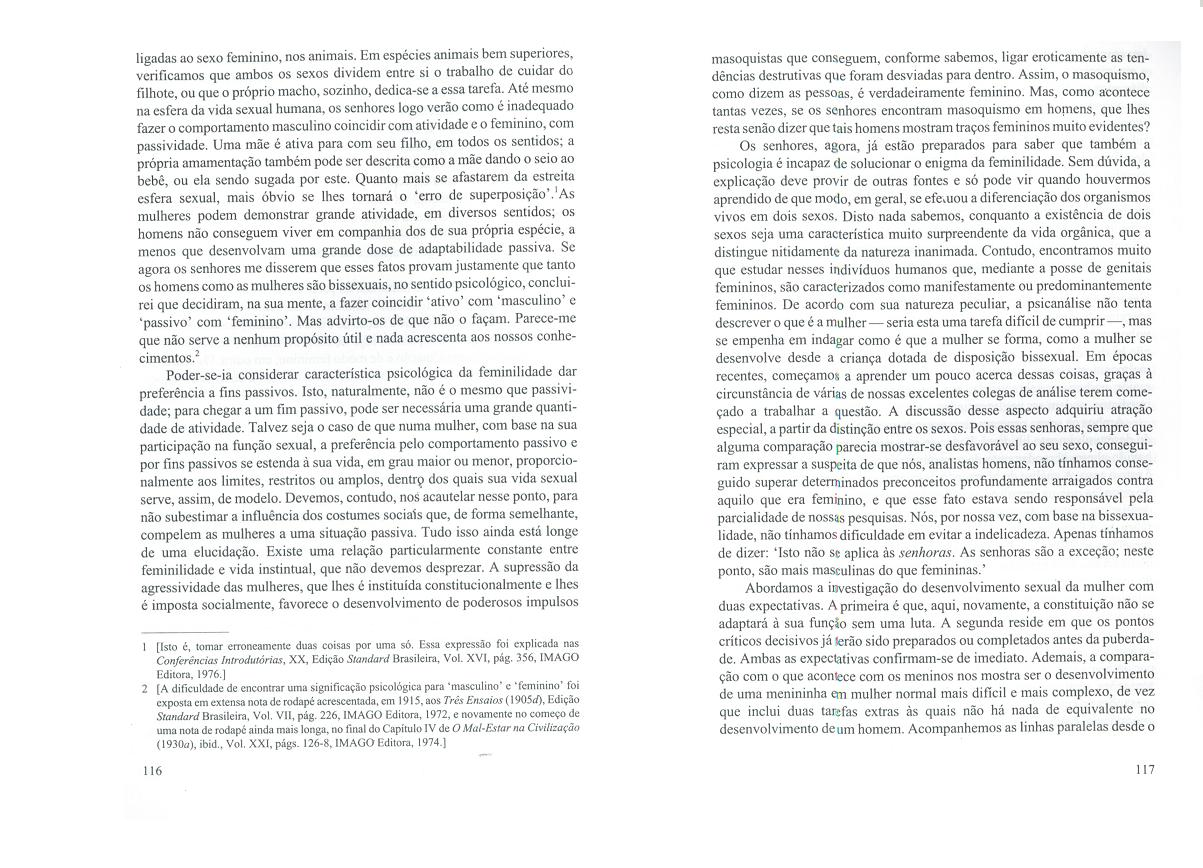 ligadas ao sexo feminino, nos animais. Em espécies animais bem superiores,
verificamos que ambos os sexos dividem entre si o trabalho de cuidar do
filhote, ou que o próprio macho, sozinho, dedica-se a essa tarefa. Até mesmo
na esfera da vida sexual humana, os senhores logo verão como é inadequado
fazer o comportamento masculino coincidir com atividade e o feminino, com
passividade. Uma mãe é ativa para com seu filho, em todos os sentidos; a
própria amamentação também pode ser descrita como a mãe dando o seio ao
bebê, ou ela sendo sugada por este. Quanto mais se afastarem da estreita
esfera sexual, mais óbvio se lhes tornará o ‘erro de superposição’.¹As
mulheres podem demonstrar grande atividade, em diversos sentidos; os
homens não conseguem viver em companhia dos de sua própria espécie, a
menos que desenvolvam uma grande dose de adaptabilidade passiva. Se
agora os senhores me disserem que esses fatos provam justamente que tanto
os homens como as mulheres são bissexuais, no sentido psicológico, conclui-
rei que decidiram, na sua mente, a fazer coincidir ‘ativo’ com ‘masculino’ e
‘passivo’ com ‘feminino’. Mas advirto-os de que não o façam. Parece-me
que não serve a nenhum propósito útil e nada acrescenta aos nossos conhe-
cimentos.²
Poder-se-ia considerar característica psicológica da feminilidade dar
preferência a fins passivos. Isto, naturalmente, não é o mesmo que passivi-
dade; para chegar a um fim passivo, pode ser necessária uma grande quanti-
dade de atividade. Talvez seja o caso de que numa mulher, com base na sua
participação na função sexual, a preferência pelo comportamento passivo e
por fins passivos se estenda à sua vida, em grau maior ou menor, proporcio-
nalmente aos limites, restritos ou amplos, dentro dos quais sua vida sexual
serve, assim, de modelo. Devemos, contudo, nos acautelar nesse ponto, para
não subestimar a influência dos costumes sociais que, de forma semelhante,
compelem as mulheres a uma situação passiva. Tudo isso ainda está longe
de uma elucidação. Existe uma relação particularmente constante entre
feminilidade e vida instintual, que não devemos desprezar. A supressão da
agressividade das mulheres, que lhes é instituída constitucionalmente e lhes
é imposta socialmente, favorece o desenvolvimento de poderosos impulsos
1 [Isto é, tomar erroneamente duas coisas por uma só. Essa expressão foi explicada nas
Conferências Introdutórias, XX, Edição Standard Brasileira, Vol. XVI, pág. 356, IMAGO
Editora, 1976.]
2 [A dificuldade de encontrar uma significação psicológica para ‘masculino’ e ‘feminino’ foi
exposta em extensa nota de rodapé acrescentada, em 1915, aos Três Ensaios (1905d), Edição
Standard Brasileira, Vol. VII, pág. 226, IMAGO Editora, 1972, e novamente no começo de
uma nota de rodapé ainda mais longa, no final do Capítulo IV de O Mal-Estar na Civilização
(1930a), ibid., Vol. XXI, págs. 126-8, IMAGO Editora, 1974.]
116
masoquistas que conseguem, conforme sabemos, ligar eroticamente as ten-
dências destrutivas que foram desviadas para dentro. Assim, o masoquismo,
como dizem as pessoas, é verdadeiramente feminino. Mas, como acontece
tantas vezes, se os senhores encontram masoquismo em homens, que lhes
resta senão dizer que tais homens mostram traços femininos muito evidentes?
Os senhores, agora, já estão preparados para saber que também a
psicologia é incapaz de solucionar o enigma da feminilidade. Sem dúvida, a
explicação deve provir de outras fontes e só pode vir quando houvermos
aprendido de que modo, em geral, se efetuou a diferenciação dos organismos
vivos em dois sexos. Disto nada sabemos, conquanto a existência de dois
sexos seja uma característica muito surpreendente da vida orgânica, que a
distingue nitidamente da natureza inanimada. Contudo, encontramos muito
que estudar nesses indivíduos humanos que, mediante a posse de genitais
femininos, são caracterizados como manifestamente ou predominantemente
femininos. De acordo com sua natureza peculiar, a psicanálise não tenta
descrever o que é a mulher — seria esta uma tarefa difícil de cumprir —, mas
se empenha em indagar como é que a mulher se forma, como a mulher se
desenvolve desde a criança dotada de disposição bissexual. Em épocas
recentes, começamos a aprender um pouco acerca dessas coisas, graças à
circunstância de várias de nossas excelentes colegas de análise terem come-
çado a trabalhar a questão. A discussão desse aspecto adquiriu atração
especial, a partir da distinção entre os sexos. Pois essas senhoras, sempre que
alguma comparação parecia mostrar-se desfavorável ao seu sexo, consegui-
ram expressar a suspeita de que nós, analistas homens, não tínhamos conse-
guido superar determinados preconceitos profundamente arraigados contra
aquilo que era feminino, e que esse fato estava sendo responsável pela
parcialidade de nossas pesquisas. Nós, por nossa vez, com base na bissexua-
lidade, não tínhamos dificuldade em evitar a indelicadeza. Apenas tínhamos
de dizer: ‘Isto não se aplica às senhoras. As senhoras são a exceção; neste
ponto, são mais masculinas do que femininas.’
Abordamos a investigação do desenvolvimento sexual da mulher com
duas expectativas. A primeira é que, aqui, novamente, a constituição não se
adaptará à sua função sem uma luta. A segunda reside em que os pontos
críticos decisivos já terão sido preparados ou completados antes da puberda-
de. Ambas as expectativas confirmam-se de imediato. Ademais, a compara-
ção com o que acontece com os meninos nos mostra ser o desenvolvimento
de uma menininha em mulher normal mais difícil e mais complexo, de vez
que inclui duas tarefas extras às quais não há nada de equivalente no
desenvolvimento de um homem. Acompanhemos as linhas paralelas desde o
117